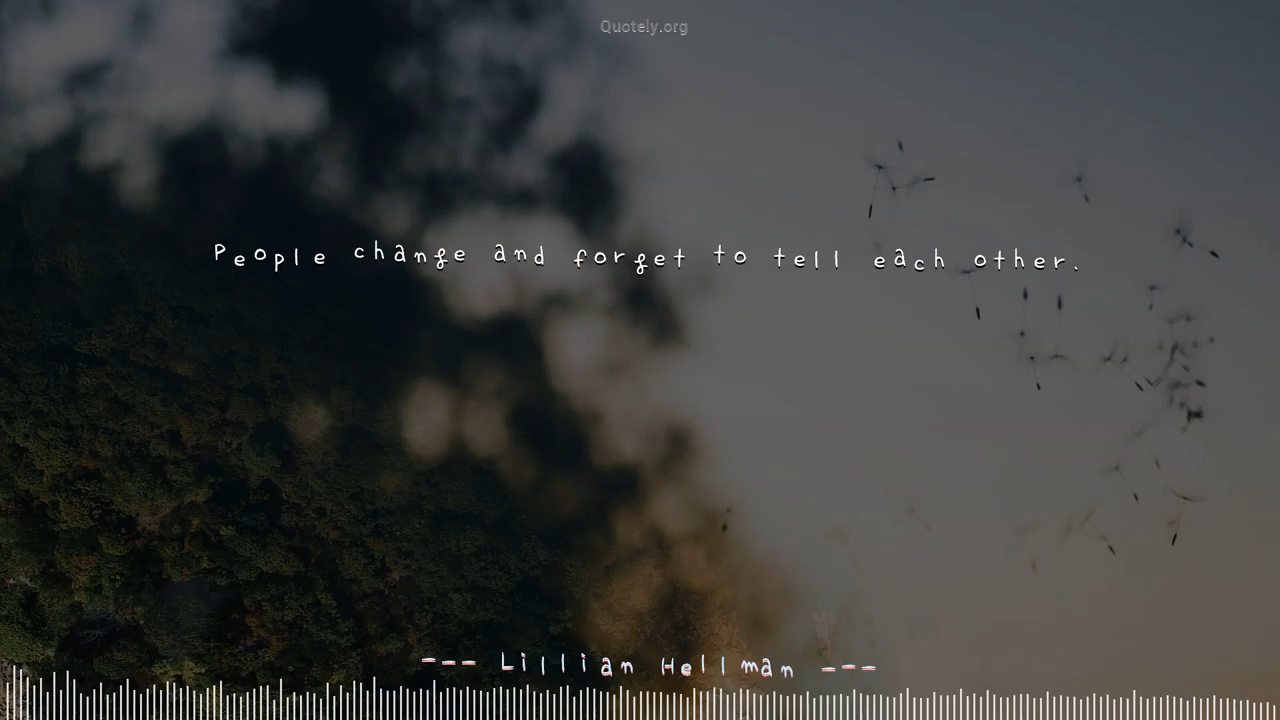 Quotely.org
People change and forget to tell each other.
--- Lillian Hellman ---